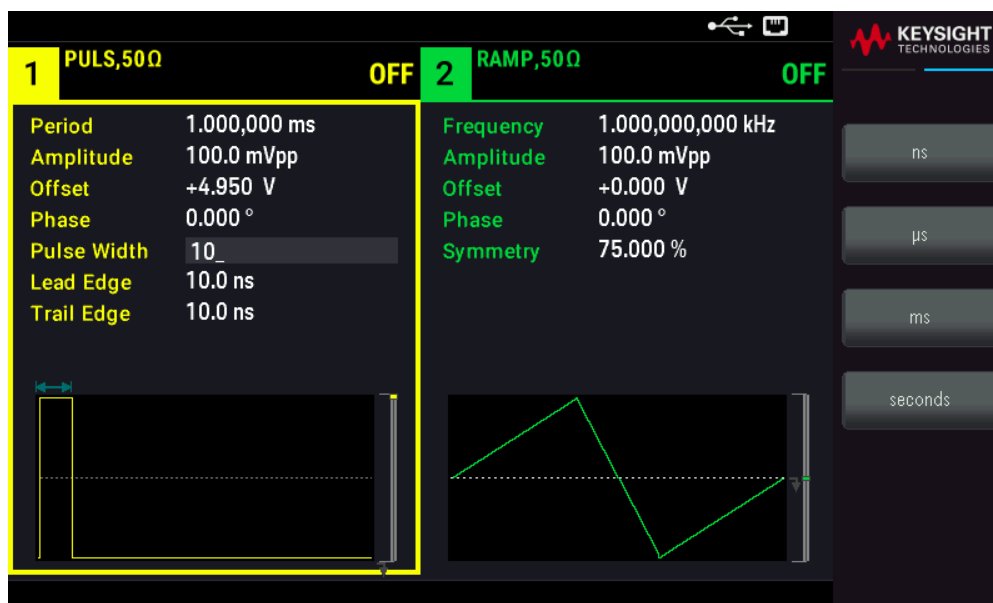 KEYSIGHT
TECHNOLOGIES
1 PULS,50Ω OFF
2 RAMP,50Ω OFF
Period 1.000,000 ms
Amplitude 100.0 mVpp
Offset +4.950 V
Phase 0.000 °
Pulse Width 10_
Lead Edge 10.0 ns
Trail Edge 10.0 ns
Frequency 1.000,000,000 kHz
Amplitude 100.0 mVpp
Offset +0.000 V
Phase 0.000 °
Symmetry 75.000 %
ns
µs
ms
seconds